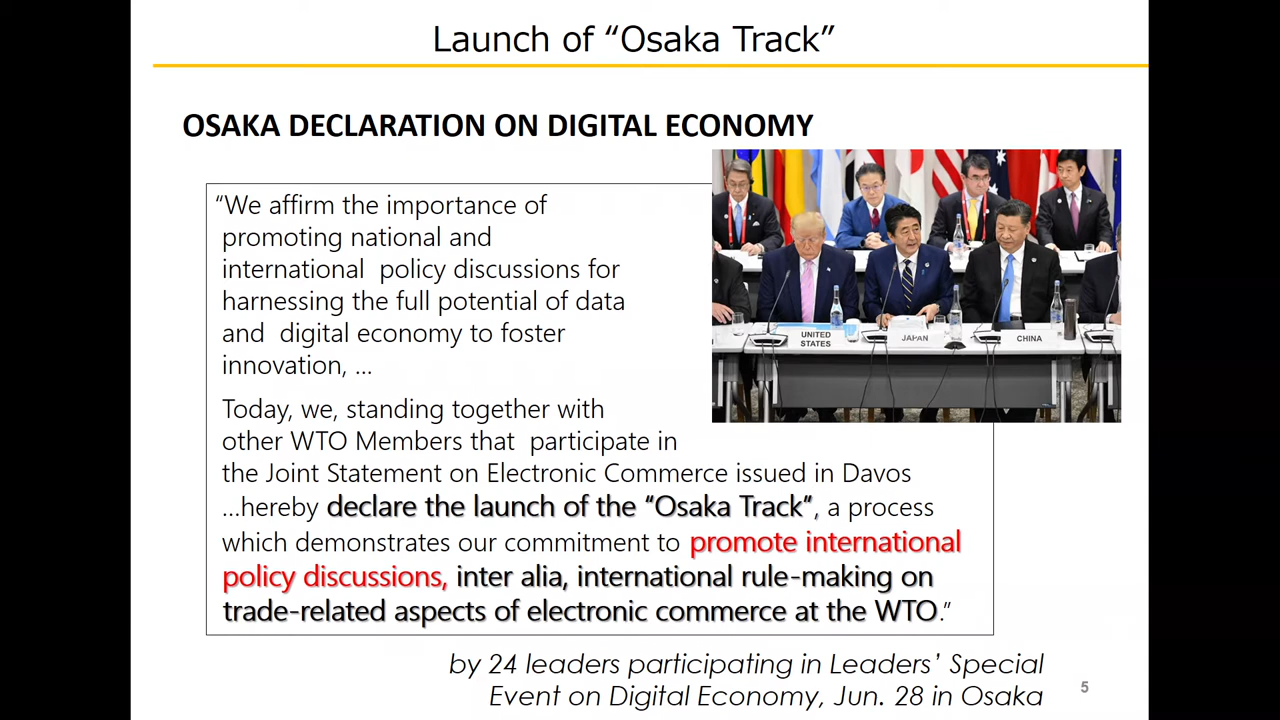 Launch of “Osaka Track”
OSAKA DECLARATION ON DIGITAL ECONOMY
“We affirm the importance of
promoting national and
international policy discussions for
harnessing the full potential of data
and digital economy to foster
innovation, ...
Today, we, standing together with
other WTO Members that participate in
the Joint Statement on Electronic Commerce issued in Davos
...hereby declare the launch of the “Osaka Track”, a process
which demonstrates our commitment to promote international
policy discussions, inter alia, international rule-making on
trade-related aspects of electronic commerce at the WTO.”
UNITED
STATES
JAPAN
CHINA
by 24 leaders participating in Leaders’ Special
Event on Digital Economy, Jun. 28 in Osaka
5